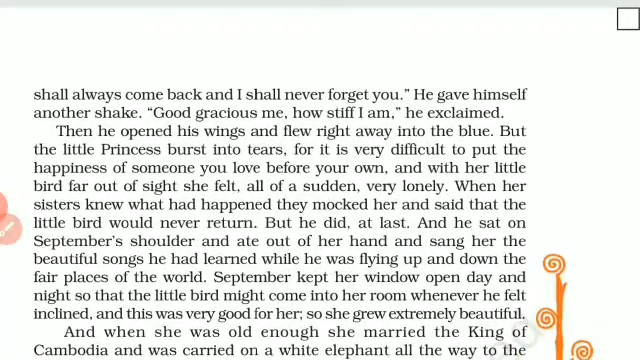 shall always come back and I shall never forget you.” He gave himself
another shake. “Good gracious me, how stiff I am,” he exclaimed.
Then he opened his wings and flew right away into the blue. But
the little Princess burst into tears, for it is very difficult to put the
happiness of someone you love before your own, and with her little
bird far out of sight she felt, all of a sudden, very lonely. When her
sisters knew what had happened they mocked her and said that the
little bird would never return. But he did, at last. And he sat on
September’s shoulder and ate out of her hand and sang her the
beautiful songs he had learned while he was flying up and down the
fair places of the world. September kept her window open day and
night so that the little bird might come into her room whenever he felt
inclined, and this was very good for her; so she grew extremely beautiful.
And when she was old enough she married the King of
Cambodia and was carried on a white elephant all the way to the